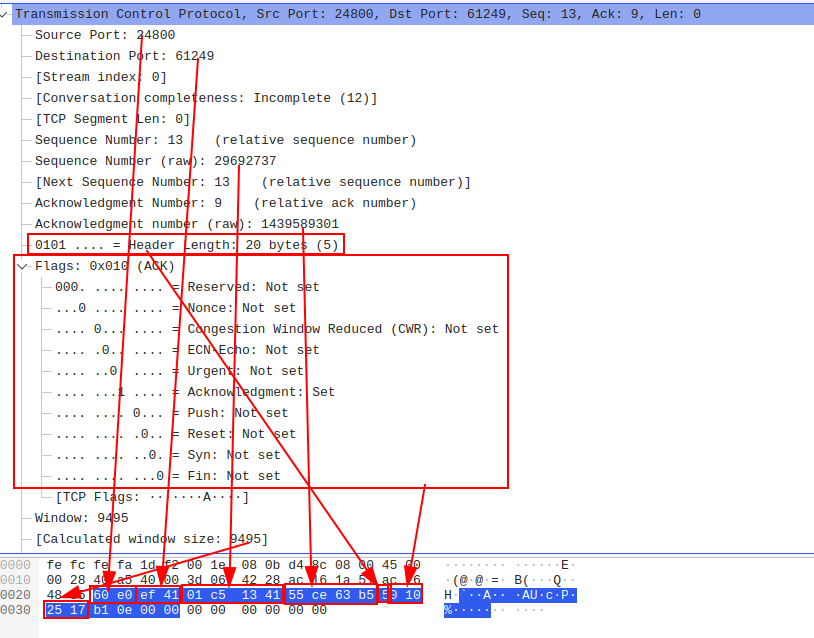 Transmission Control Protocol, Src Port: 24800, Dst Port: 61249, Seq: 13, Ack: 9, Len: 0
Source Port: 24800
Destination Port: 61249
[Stream index: 0]
[Conversation completeness: Incomplete (12)]
[TCP Segment Len: 0]
Sequence Number: 13    (relative sequence number)
Sequence Number (raw): 29692737
[Next Sequence Number: 13    (relative sequence number)]
Acknowledgment Number: 9    (relative ack number)
Acknowledgment number (raw): 1439589301
0101 .... = Header Length: 20 bytes (5)
Flags: 0x010 (ACK)
000. .... .... = Reserved: Not set
...0 .... .... = Nonce: Not set
.... 0... .... = Congestion Window Reduced (CWR): Not set
.... .0.. .... = ECN-Echo: Not set
.... ..0. .... = Urgent: Not set
.... ...1 .... = Acknowledgment: Set
.... .... 0... = Push: Not set
.... .... .0.. = Reset: Not set
.... .... ..0. = Syn: Not set
.... .... ...0 = Fin: Not set
[TCP Flags: ·······A····]
Window: 9495
[Calculated window size: 9495]
0000 fe fc fe fa 1d f2 00 1e 08 0b d4 8c 08 00 45 00 ········ ······E·
0010 00 28 40 a5 40 00 3d 06 42 28 ac 16 1a ac ·(@·@·=· B(···Q··
0020 48 60 e0 ef 41 01 c5 13 41 55 ce 63 b5 50 10 H·`··A·· ·AU·c·P·
0030 25 17 b1 0e 00 00 00 00 00 00 00 00 %······· ····